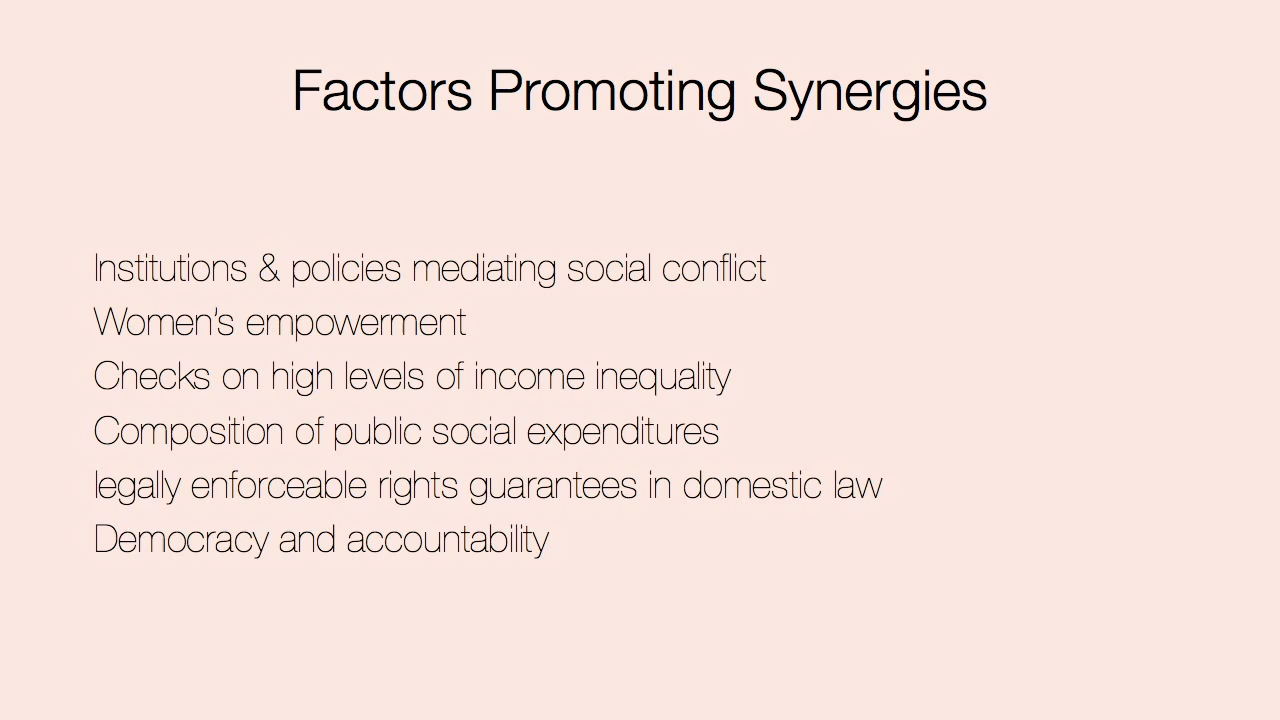 Factors Promoting Synergies
Institutions & policies mediating social conflict
Women’s empowerment
Checks on high levels of income inequality
Composition of public social expenditures
legally enforceable rights guarantees in domestic law
Democracy and accountability